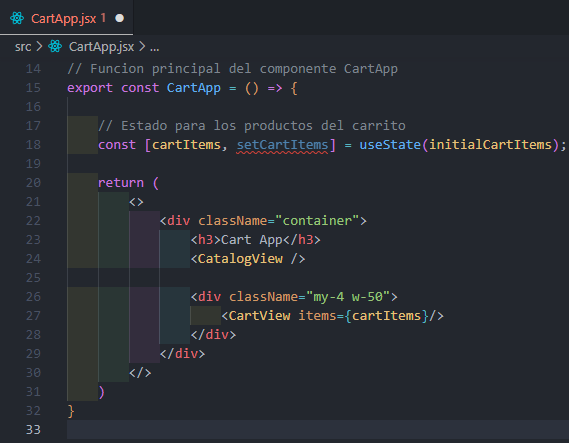 CartApp.jsx 1
src > CartApp.jsx > ...
14 // Funcion principal del componente CartApp
15 export const CartApp = () => {
16
17     // Estado para los productos del carrito
18     const [cartItems, setCartItems] = useState(initialCartItems);
19
20     return (
21         <>
22             <div className="container">
23                 <h3>Cart App</h3>
24                 <CatalogView />
25
26                 <div className="my-4 w-50">
27                     <CartView items={cartItems}/>
28                 </div>
29             </div>
30         </>
31     )
32 }
33